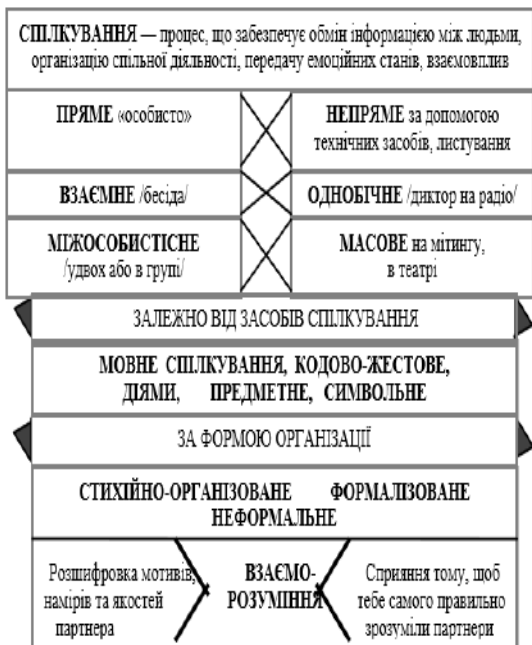 СПІЛКУВАННЯ — процес, що забезпечує обмін інформацією між людьми,
організацію спільної діяльності, передачу емоційних станів, взаємовплив
ПРЯМЕ «особисто»
НЕПРЯМЕ за допомогою
технічних засобів, листування
ВЗАЄМНЕ /бесіда/
ОДНОБІЧНЕ /диктор на радіо/
МІЖОСОБИСТІСНЕ
/удвох або в групі/
МАСОВЕ на мітингу,
в театрі
ЗАЛЕЖНО ВІД ЗАСОБІВ СПІЛКУВАННЯ
МОВНЕ СПІЛКУВАННЯ, КОДОВО-ЖЕСТОВЕ,
ДІЯМИ, ПРЕДМЕТНЕ, СИМВОЛЬНЕ
ЗА ФОРМОЮ ОРГАНІЗАЦІЇ
СТИХІЙНО-ОРГАНІЗОВАНЕ ФОРМАЛІЗОВАНЕ
НЕФОРМАЛЬНЕ
Розшифровка мотивів,
намірів та якостей
партнера
ВЗАЄМО-
РОЗУМІННЯ
Сприяння тому, щоб
тебе самого правильно
зрозуміли партнери